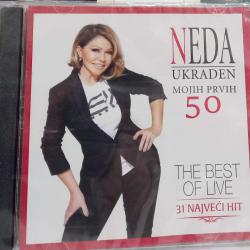 NEDA
UKRADEN
MOJIH PRVIH
50
THE BEST
OF LIVE
31 NAJVEĆI HIT